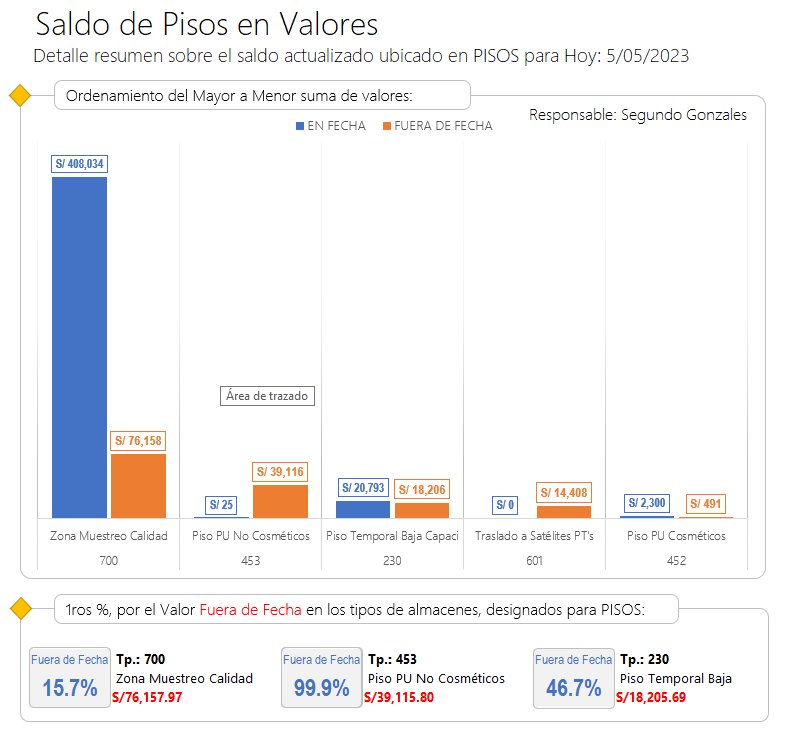 Saldo de Pisos en Valores
Detalle resumen sobre el saldo actualizado ubicado en PISOS para Hoy: 5/05/2023
Ordenamiento del Mayor a Menor suma de valores:
Responsable: Segundo Gonzales
EN FECHA FUERA DE FECHA
S/ 408,034
Área de trazado
S/ 76,158
S/ 39,116
S/ 25
S/ 20,793
S/ 18,206
S/ 0
S/ 14,408
S/ 2,300
S/ 491
Zona Muestreo Calidad Piso PU No Cosméticos Piso Temporal Baja Capaci Traslado a Satélites PT's Piso PU Cosméticos
700 453 230 601 452
1ros %, por el Valor Fuera de Fecha en los tipos de almacenes, designados para PISOS:
Fuera de Fecha
15.7%
Tp.: 700
Zona Muestreo Calidad
S/76,157.97
Fuera de Fecha
99.9%
Tp.: 453
Piso PU No Cosméticos
S/39,115.80
Fuera de Fecha
46.7%
Tp.: 230
Piso Temporal Baja
S/18,205.69